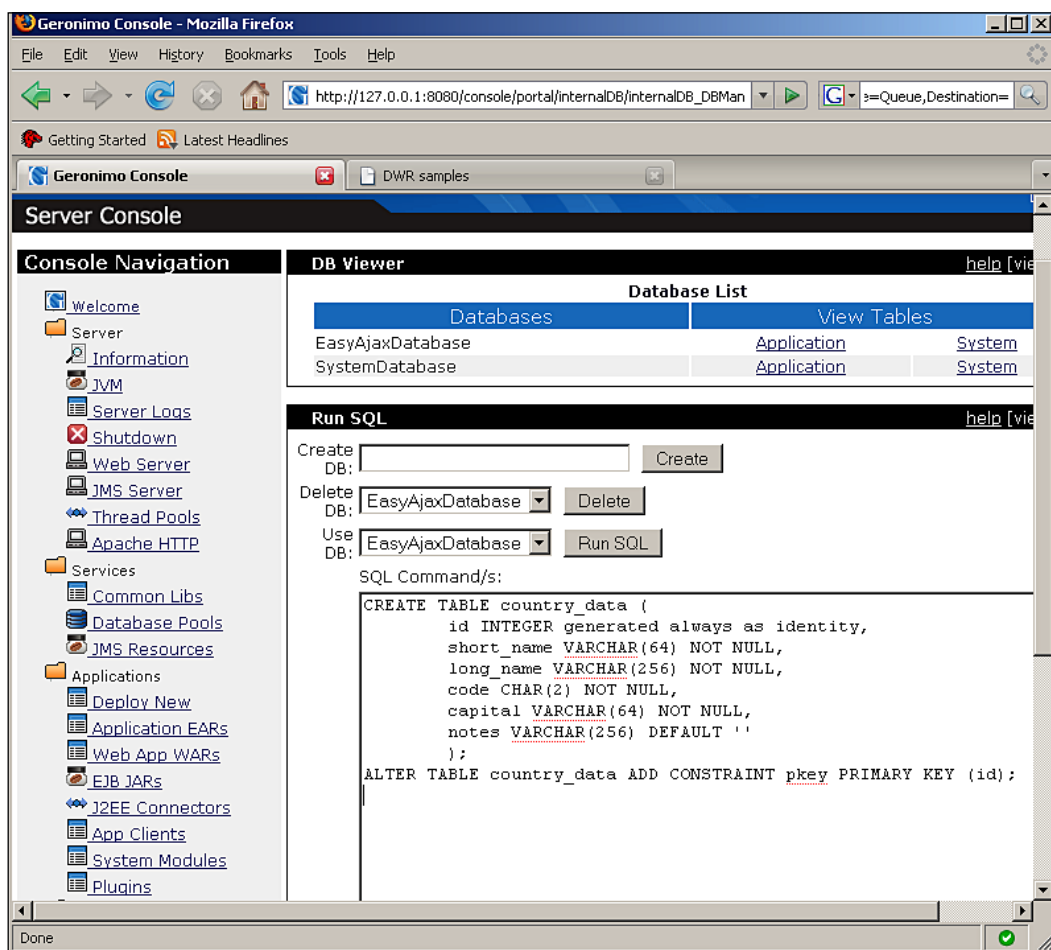 Geronimo Console - Mozilla Firefox
File Edit View History Bookmarks Tools Help
http://127.0.0.1:8080/console/portal/internalDB/internalDB_DBMan G =Queue,Destination=
Getting Started Latest Headlines
Geronimo Console DWR samples
Server Console
Console Navigation
Welcome
Server
Information
JVM
Server Logs
Shutdown
Web Server
JMS Server
Thread Pools
Apache HTTP
Services
Common Libs
Database Pools
JMS Resources
Applications
Deploy New
Application EARs
Web App WARs
EJB JARs
J2EE Connectors
App Clients
System Modules
Plugins
DB Viewer help [vie
Database List
Databases View Tables
EasyAjaxDatabase Application System
SystemDatabase Application System
Run SQL help [vie
Create DB: Create
Delete DB: EasyAjaxDatabase Delete
Use DB: EasyAjaxDatabase Run SQL
SQL Command/s:
CREATE TABLE country_data (
id INTEGER generated always as identity,
short_name VARCHAR(64) NOT NULL,
long_name VARCHAR(256) NOT NULL,
code CHAR(2) NOT NULL,
capital VARCHAR(64) NOT NULL,
notes VARCHAR(256) DEFAULT ''
);
ALTER TABLE country_data ADD CONSTRAINT pkey PRIMARY KEY (id);
Done